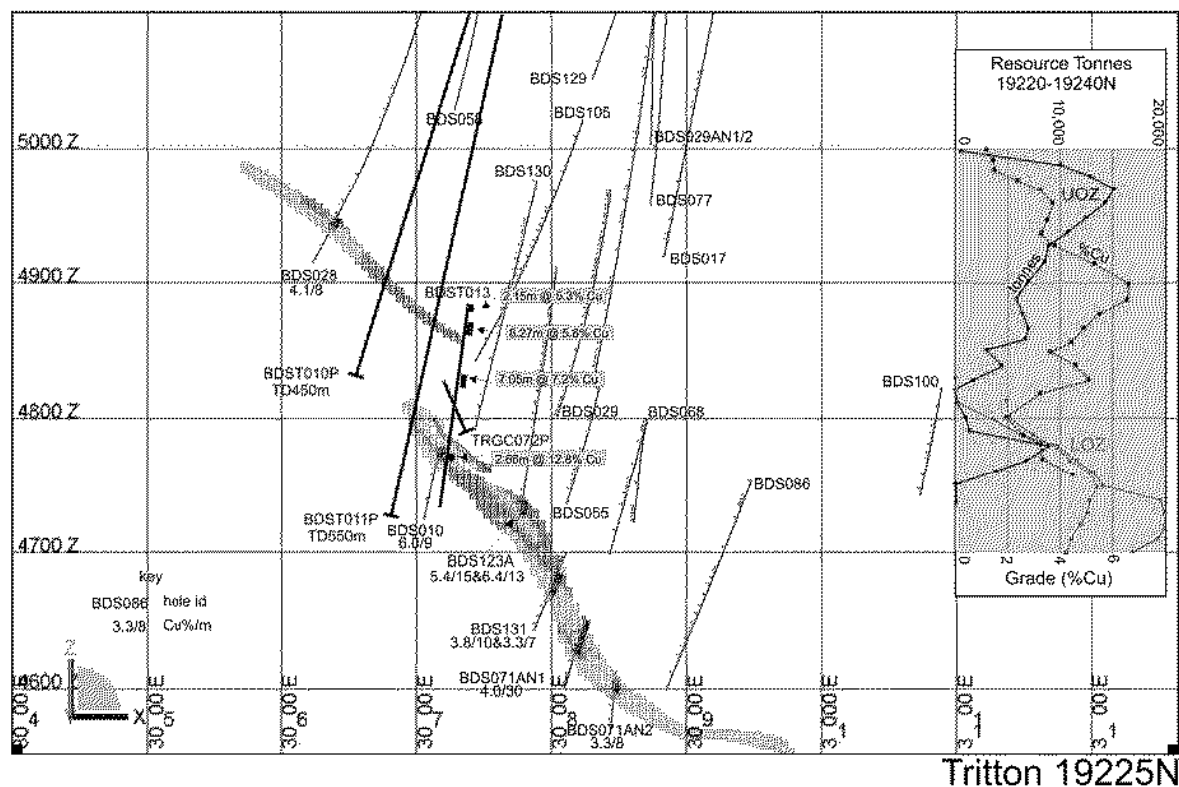 Resource Tonnes
19220-19240N
0
10,000
20,000
UOZ
%Cu
tonnes
LOZ
0
2
4
6
Grade (%Cu)
BDS129
BDS058
BDS105
BDS029AN1/2
5000 Z
BDS130
BDS077
BDS017
BDS028
4.1/8
4900 Z
BDST013
2.15m @ 5.3% Cu
6.27m @ 5.8% Cu
7.05m @ 7.2% Cu
BDST010P
TD450m
BDS100
4800 Z
BDS029
BDS068
TRGC072P
2.66m @ 12.8% Cu
BDS086
BDST011P
TD550m
BDS010
6.0/9
BDS055
4700 Z
BDS123A
5.4/15&6.4/13
key
BDS086 hole id
3.3/8 Cu%/m
BDS131
3.8/10&3.3/7
BDS071AN1
4.0/30
4600 Z
Z
X
BDS071AN2
3.3/8
Tritton 19225N